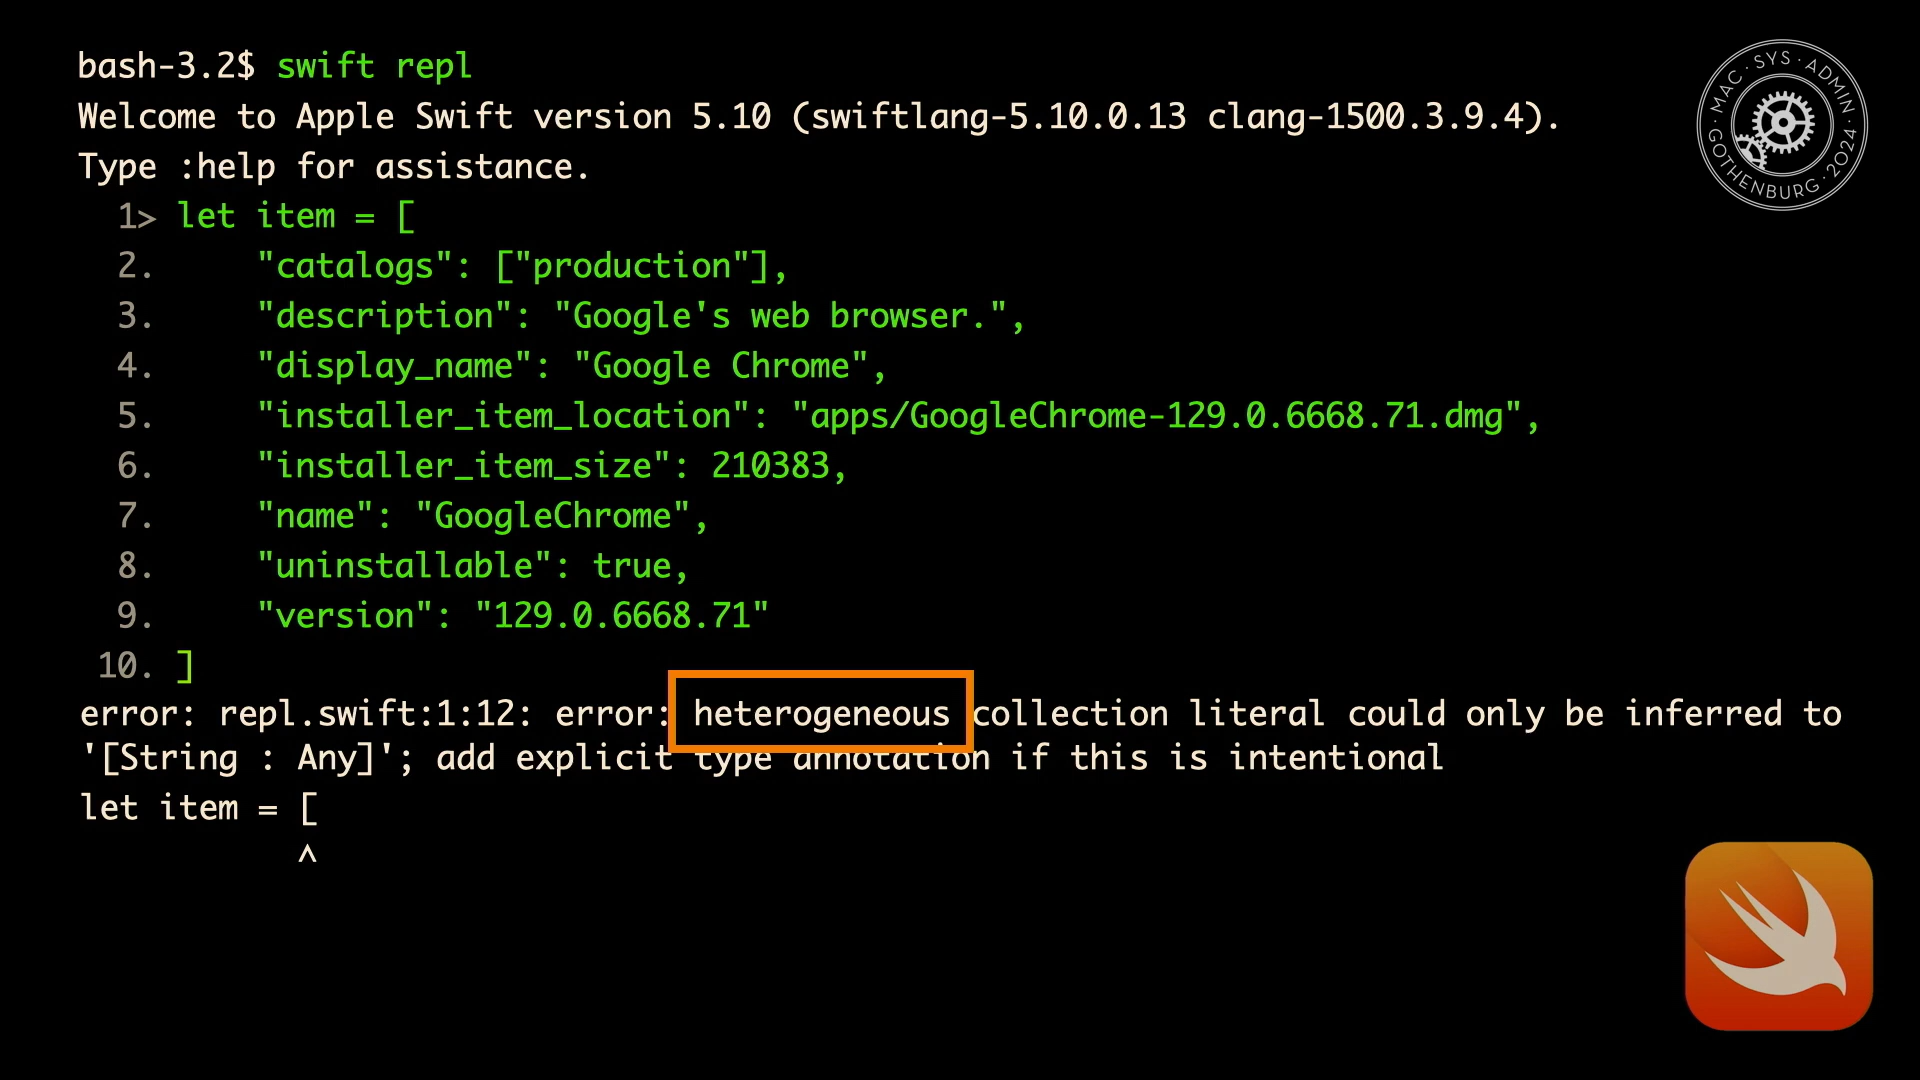 bash-3.2$ swift repl
Welcome to Apple Swift version 5.10 (swiftlang-5.10.0.13 clang-1500.3.9.4).
Type :help for assistance.
1> let item = [
2. "catalogs": ["production"],
3. "description": "Google's web browser.",
4. "display_name": "Google Chrome",
5. "installer_item_location": "apps/GoogleChrome-129.0.6668.71.dmg",
6. "installer_item_size": 210383,
7. "name": "GoogleChrome",
8. "uninstallable": true,
9. "version": "129.0.6668.71"
10. ]
error: repl.swift:1:12: error: heterogeneous collection literal could only be inferred to
'[String : Any]'; add explicit type annotation if this is intentional
let item = [
^
MAC · SYS · ADMIN ·
GOTHENBURG · 2024